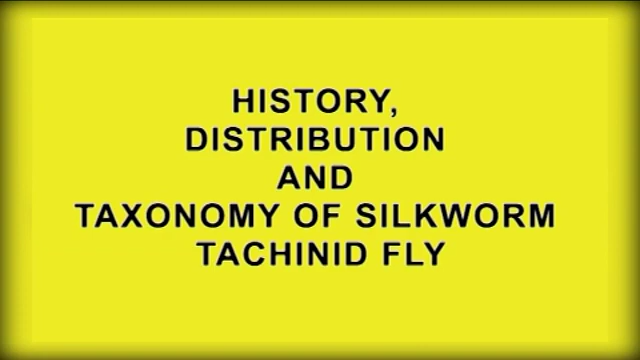 HISTORY,
DISTRIBUTION
AND
TAXONOMY OF SILKWORM
TACHINID FLY